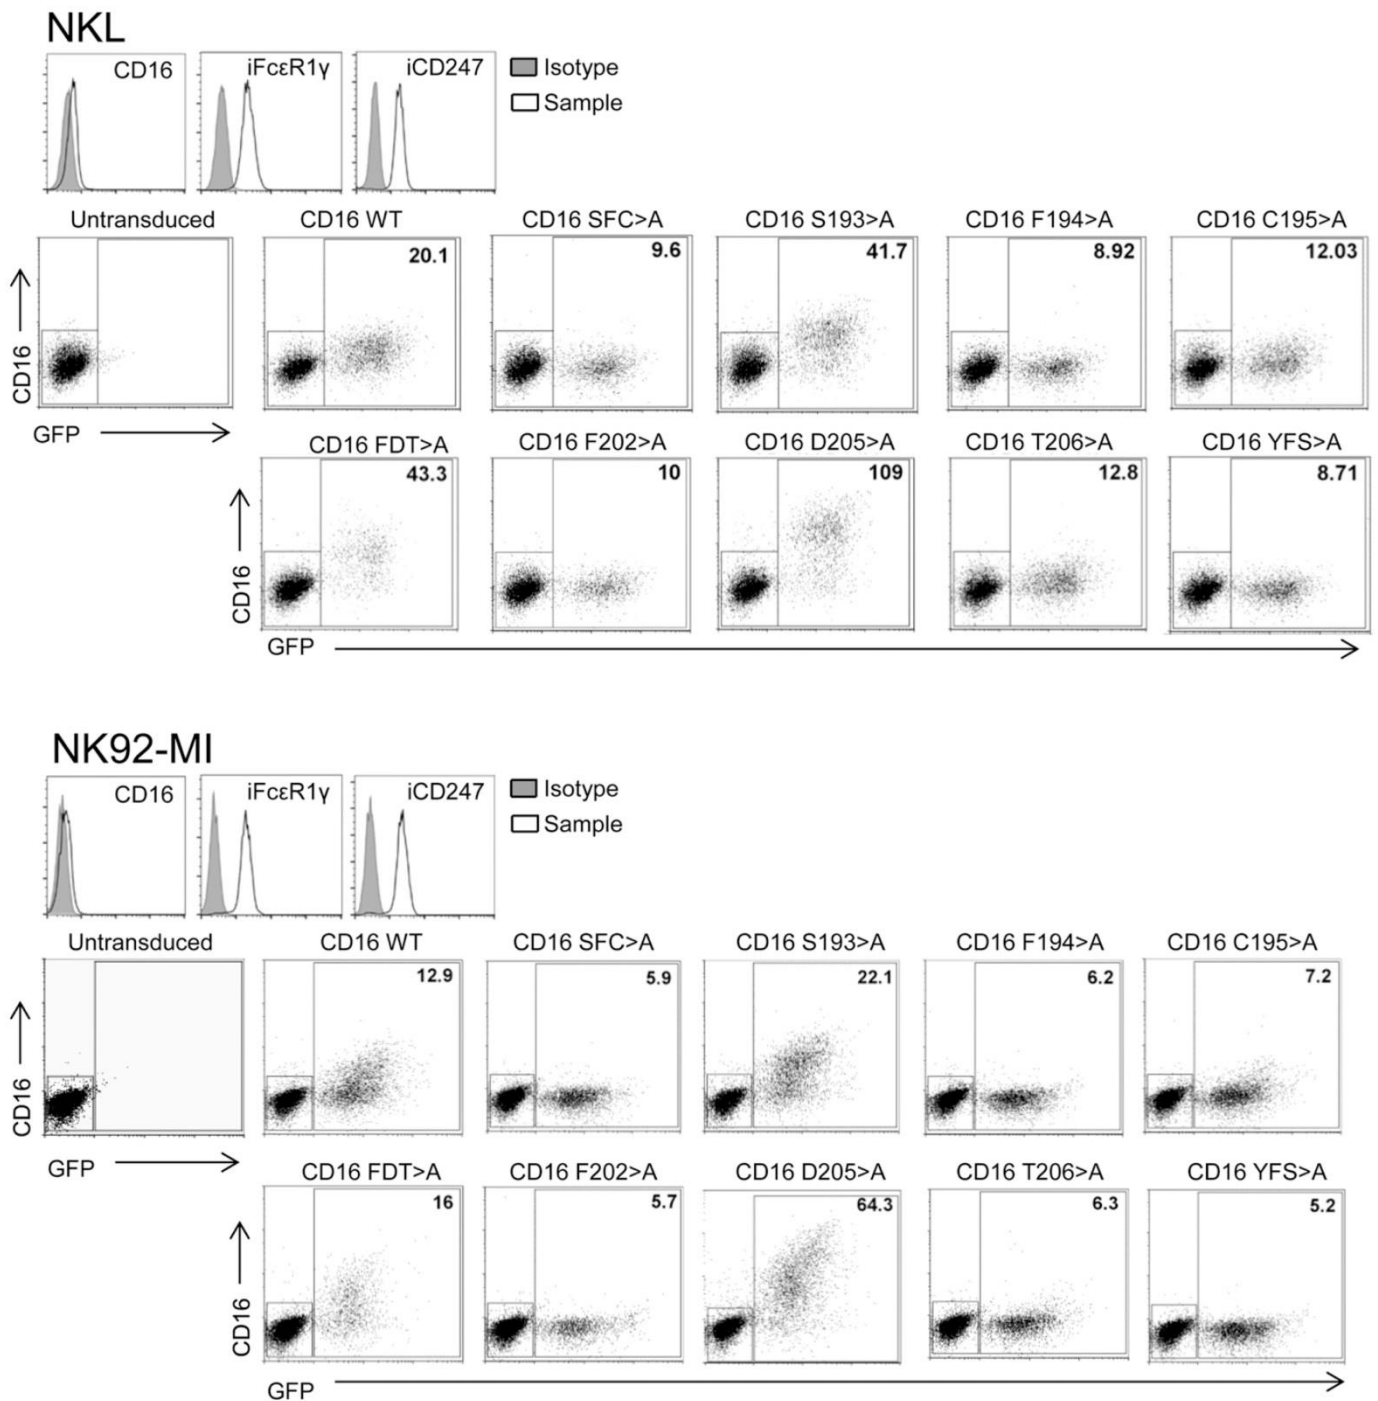 NKL
CD16 iFcεR1γ iCD247 Isotype
Sample
Untransduced CD16 WT CD16 SFC>A CD16 S193>A CD16 F194>A CD16 C195>A
20.1 9.6 41.7 8.92 12.03
CD16
GFP
CD16 FDT>A CD16 F202>A CD16 D205>A CD16 T206>A CD16 YFS>A
43.3 10 109 12.8 8.71
CD16
GFP
NK92-MI
CD16 iFcεR1γ iCD247 Isotype
Sample
Untransduced CD16 WT CD16 SFC>A CD16 S193>A CD16 F194>A CD16 C195>A
12.9 5.9 22.1 6.2 7.2
CD16
GFP
CD16 FDT>A CD16 F202>A CD16 D205>A CD16 T206>A CD16 YFS>A
16 5.7 64.3 6.3 5.2
CD16
GFP